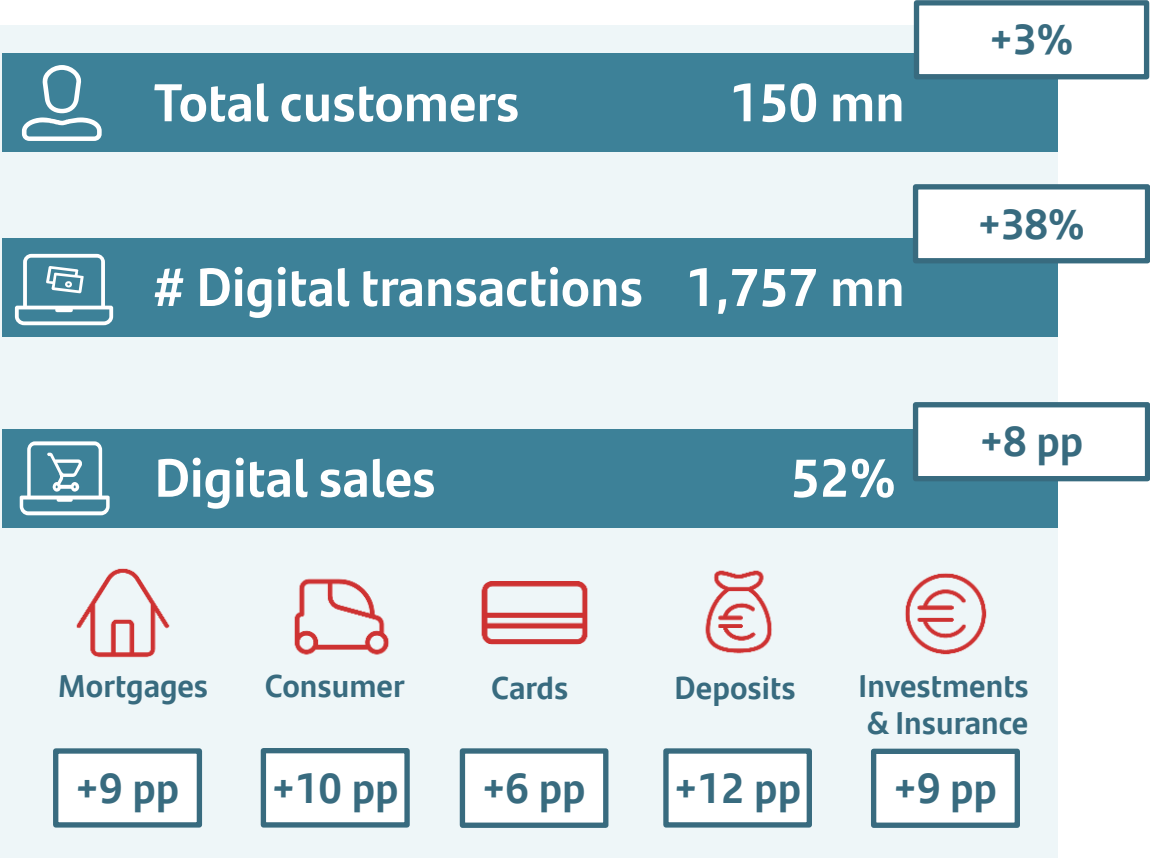 +3%
Total customers 150 mn
+38%
# Digital transactions 1,757 mn
+8 pp
Digital sales 52%
Mortgages Consumer Cards Deposits Investments
& Insurance
+9 pp +10 pp +6 pp +12 pp +9 pp